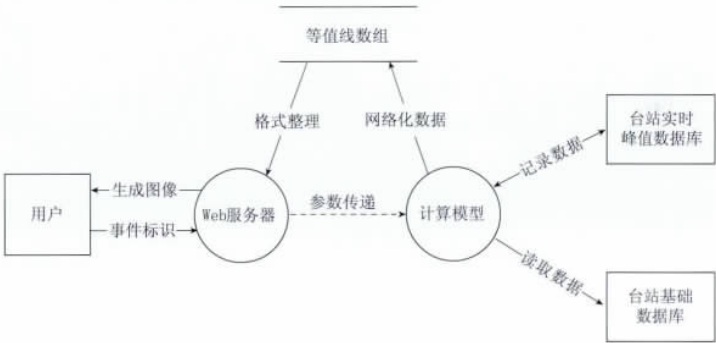 等值线数组
格式整理
网络化数据
台站实时
峰值数据库
记录数据
生成图像
用户
Web服务器
参数传递
计算模型
事件标识
读取数据
台站基础
数据库